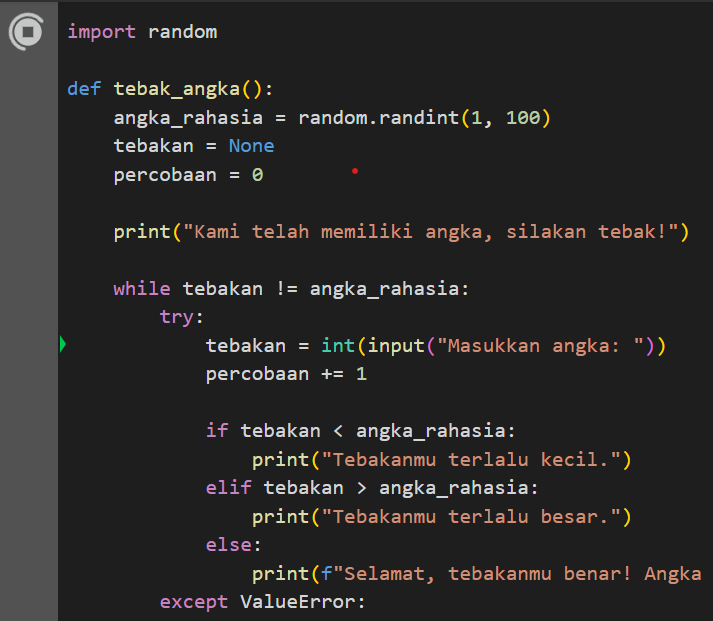 import random
def tebak_angka():
    angka_rahasia = random.randint(1, 100)
    tebakan = None
    percobaan = 0
    print("Kami telah memiliki angka, silakan tebak!")
    while tebakan != angka_rahasia:
        try:
            tebakan = int(input("Masukkan angka: "))
            percobaan += 1
            if tebakan < angka_rahasia:
                print("Tebakanmu terlalu kecil.")
            elif tebakan > angka_rahasia:
                print("Tebakanmu terlalu besar.")
            else:
                print(f"Selamat, tebakanmu benar! Angka
        except ValueError: